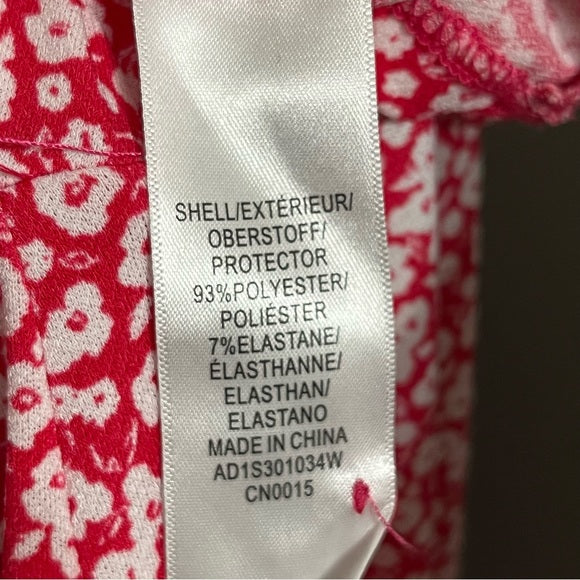 SHELL/EXTÉRIEUR/
OBERSTOFF/
PROTECTOR
93%POLYESTER/
POLIÉSTER
7%ELASTANE/
ÉLASTHANNE/
ELASTHAN/
ELASTANO
MADE IN CHINA
AD1S301034W
CN0015